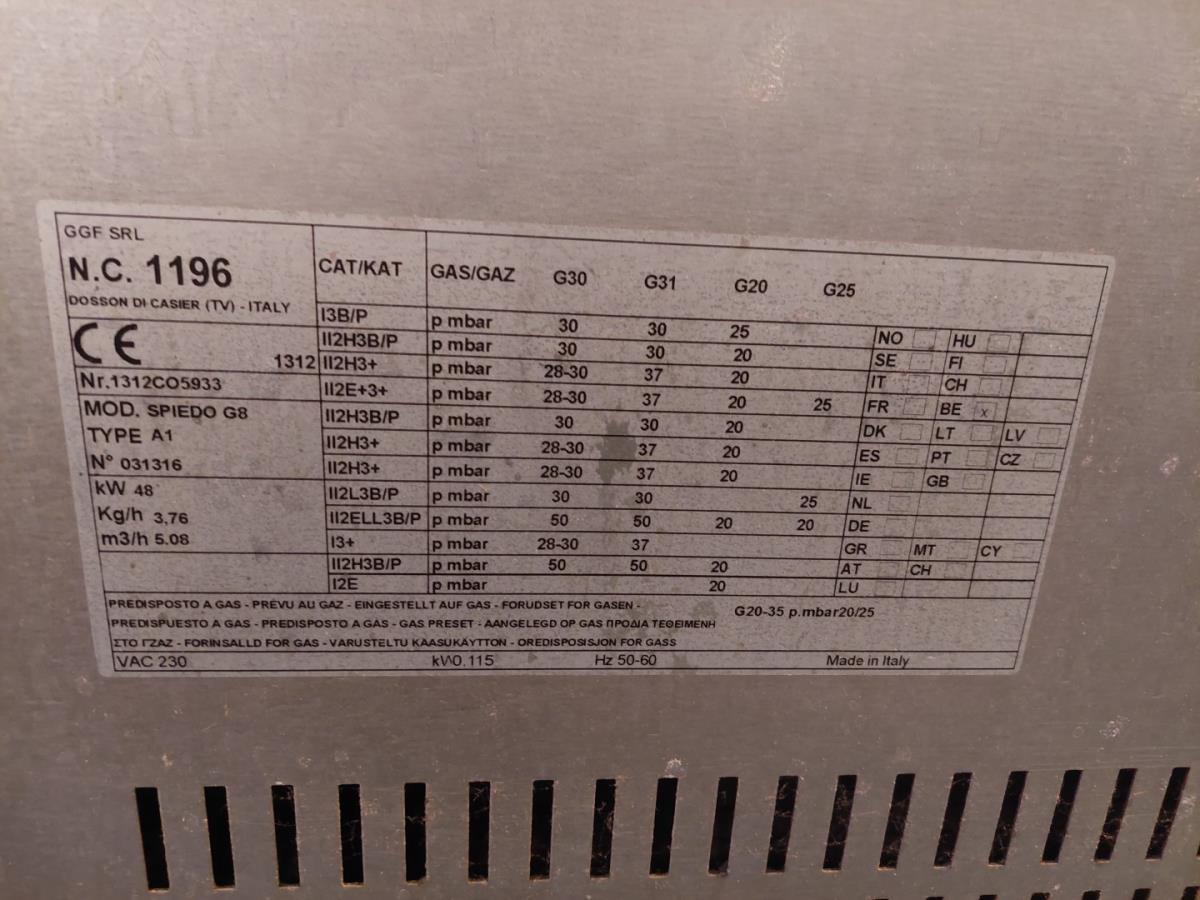 GGF SRL
N.C. 1196
DOSSON DI CASIER (TV) - ITALY
CE
1312
Nr.1312CO5933
MOD. SPIEDO G8
TYPE A1
N° 031316
kW 48
Kg/h 3,76
m3/h 5.08
CAT/KAT GAS/GAZ G30 G31 G20 G25
I3B/P p mbar 30 30 25 NO HU
II2H3B/P p mbar 30 30 20 SE FI
II2H3+ p mbar 28-30 37 20 IT CH
II2E+3+ p mbar 28-30 37 20 25 FR BE x
II2H3B/P p mbar 30 30 20 DK LT LV
II2H3+ p mbar 28-30 37 20 ES PT CZ
II2H3+ p mbar 28-30 37 20 IE GB
II2L3B/P p mbar 30 30 25 NL
II2ELL3B/P p mbar 50 50 20 20 DE
I3+ p mbar 28-30 37 GR MT CY
II2H3B/P p mbar 50 50 20 AT CH
I2E p mbar 20 LU
PREDISPOSTO A GAS - PRÉVU AU GAZ - EINGESTELLT AUF GAS - FORUDSET FOR GASEN - G20-35 p.mbar20/25
PREDISPUESTO A GAS - PREDISPOSTO A GAS - GAS PRESET - AANGELEGD OP GAS ΠΡΟΔΙΑ ΤΕΘΕΙΜΕΝΗ
ΣΤΟ ΓΖΑΖ - FORINSALLD FOR GAS - VARUSTELTU KAASUKÄYTTON - OREDISPOSISJON FOR GASS
VAC 230 kW0.115 Hz 50-60 Made in Italy